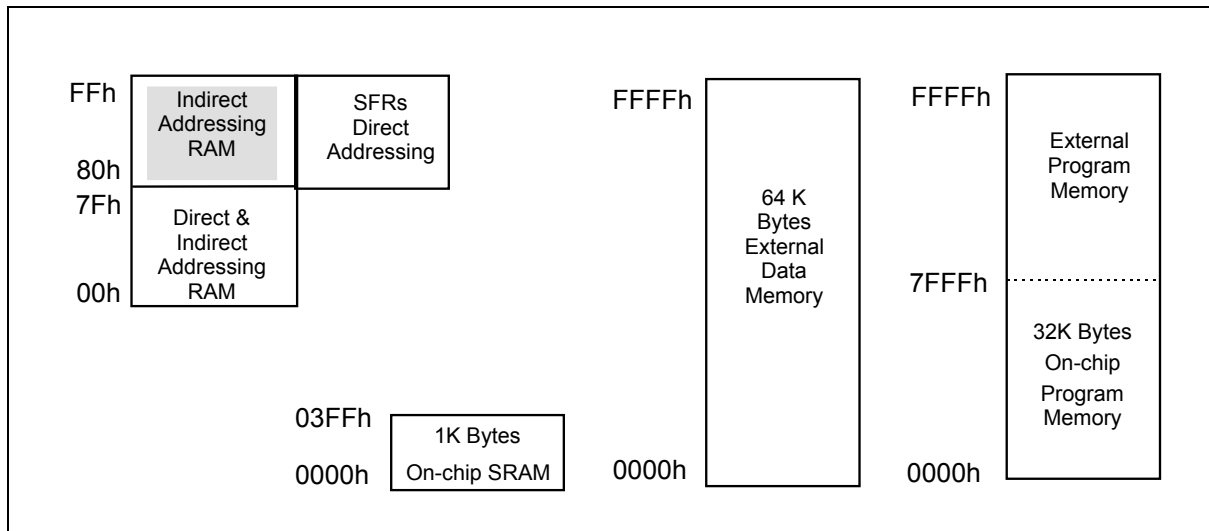 FFh
80h
7Fh
00h
Indirect
Addressing
RAM
SFRs
Direct
Addressing
Direct &
Indirect
Addressing
RAM
03FFh
0000h
1K Bytes
On-chip SRAM
FFFFh
0000h
64 K
Bytes
External
Data
Memory
FFFFh
7FFFh
0000h
External
Program
Memory
32K Bytes
On-chip
Program
Memory